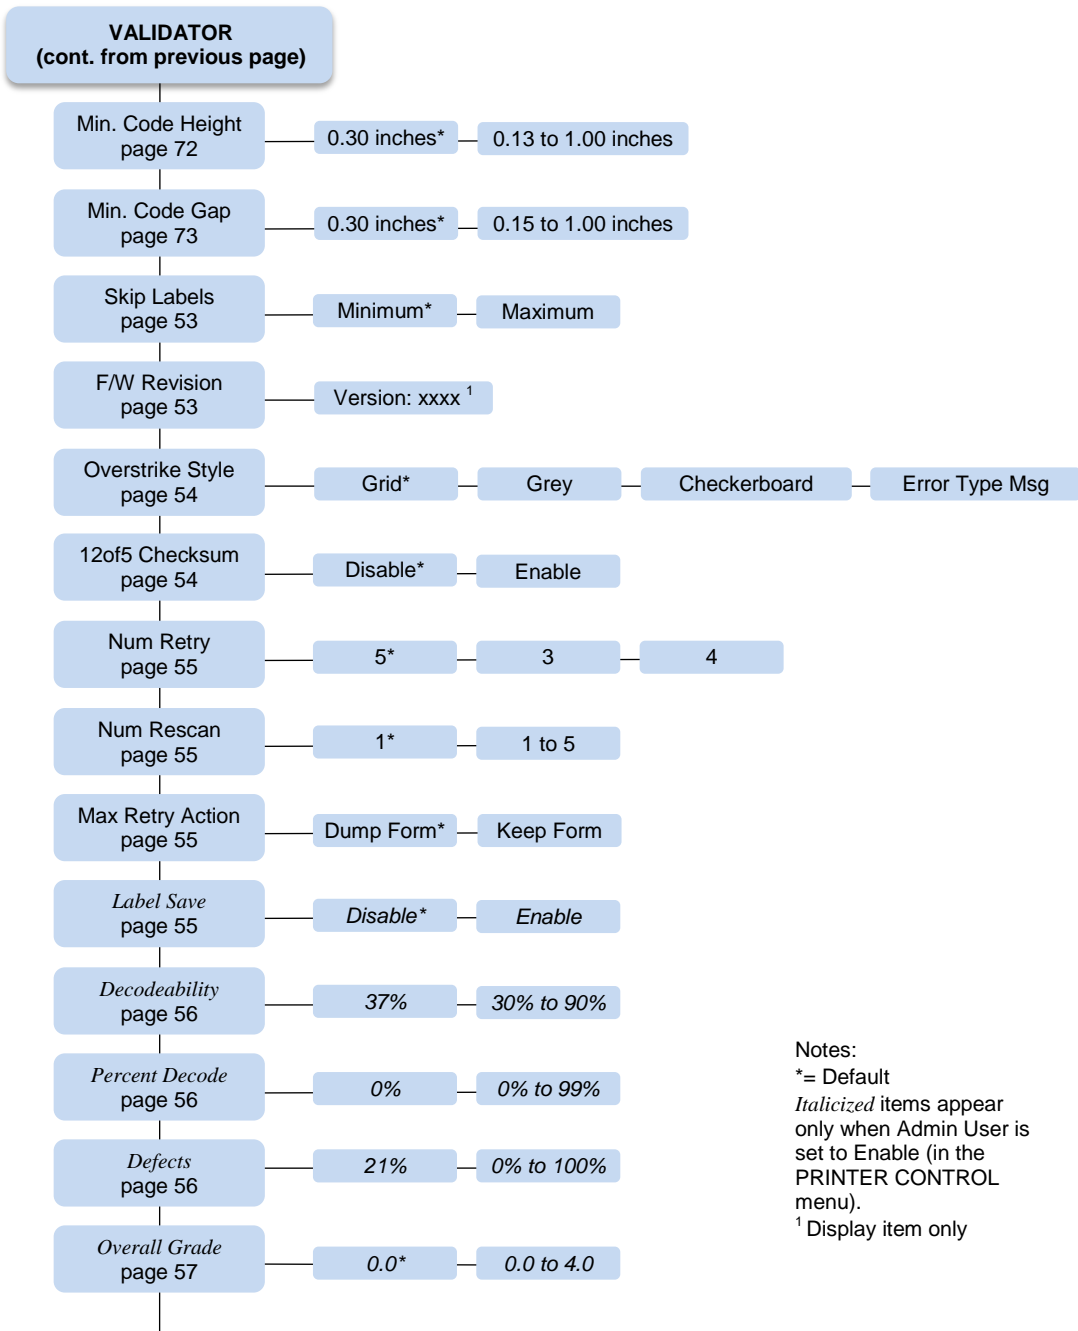 VALIDATOR
(cont. from previous page)
Min. Code Height
page 72
0.30 inches*
0.13 to 1.00 inches
Min. Code Gap
page 73
0.30 inches*
0.15 to 1.00 inches
Skip Labels
page 53
Minimum*
Maximum
F/W Revision
page 53
Version: xxxx 1
Overstrike Style
page 54
Grid*
Grey
Checkerboard
Error Type Msg
12of5 Checksum
page 54
Disable*
Enable
Num Retry
page 55
5*
3
4
Num Rescan
page 55
1*
1 to 5
Max Retry Action
page 55
Dump Form*
Keep Form
Label Save
page 55
Disable*
Enable
Decodeability
page 56
37%
30% to 90%
Percent Decode
page 56
0%
0% to 99%
Defects
page 56
21%
0% to 100%
Overall Grade
page 57
0.0*
0.0 to 4.0
Notes:
*= Default
Italicized items appear
only when Admin User is
set to Enable (in the
PRINTER CONTROL
menu).
1 Display item only